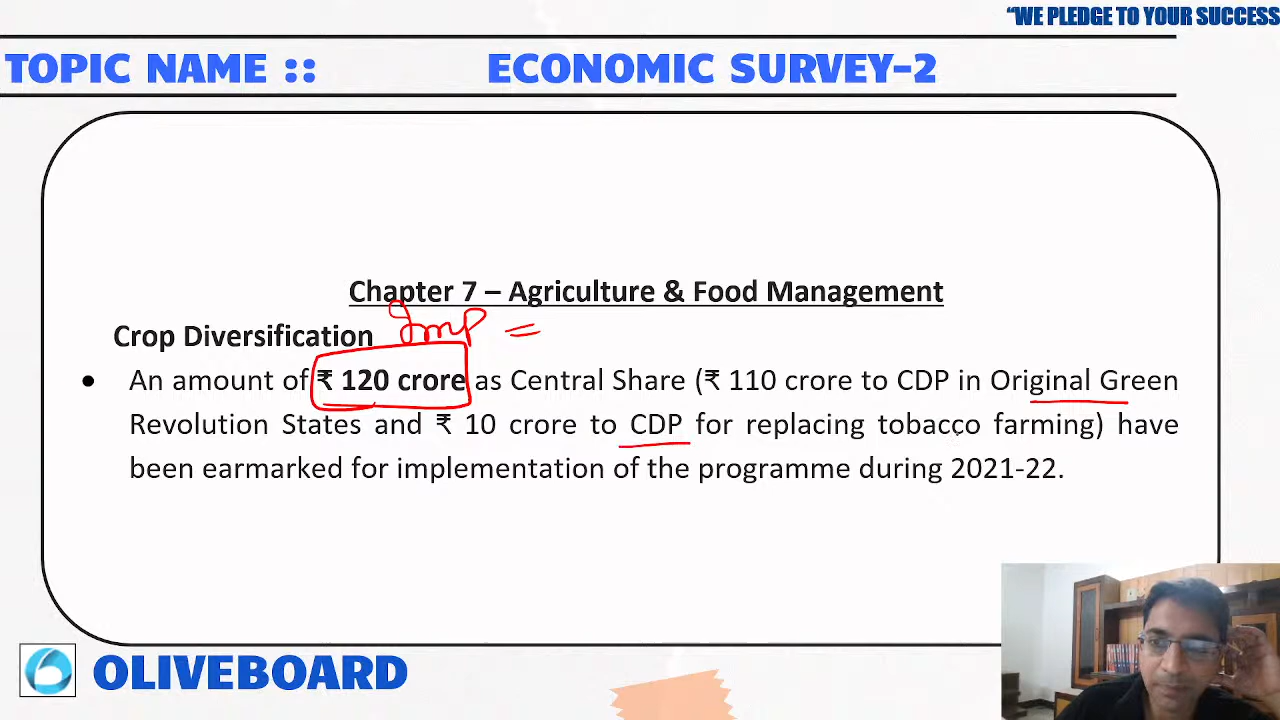 “WE PLEDGE TO YOUR SUCCESS
TOPIC NAME :: ECONOMIC SURVEY-2
Chapter 7 – Agriculture & Food Management
Crop Diversification Imp =
• An amount of ₹ 120 crore as Central Share (₹ 110 crore to CDP in Original Green
Revolution States and ₹ 10 crore to CDP for replacing tobacco farming) have
been earmarked for implementation of the programme during 2021-22.
OLIVEBOARD